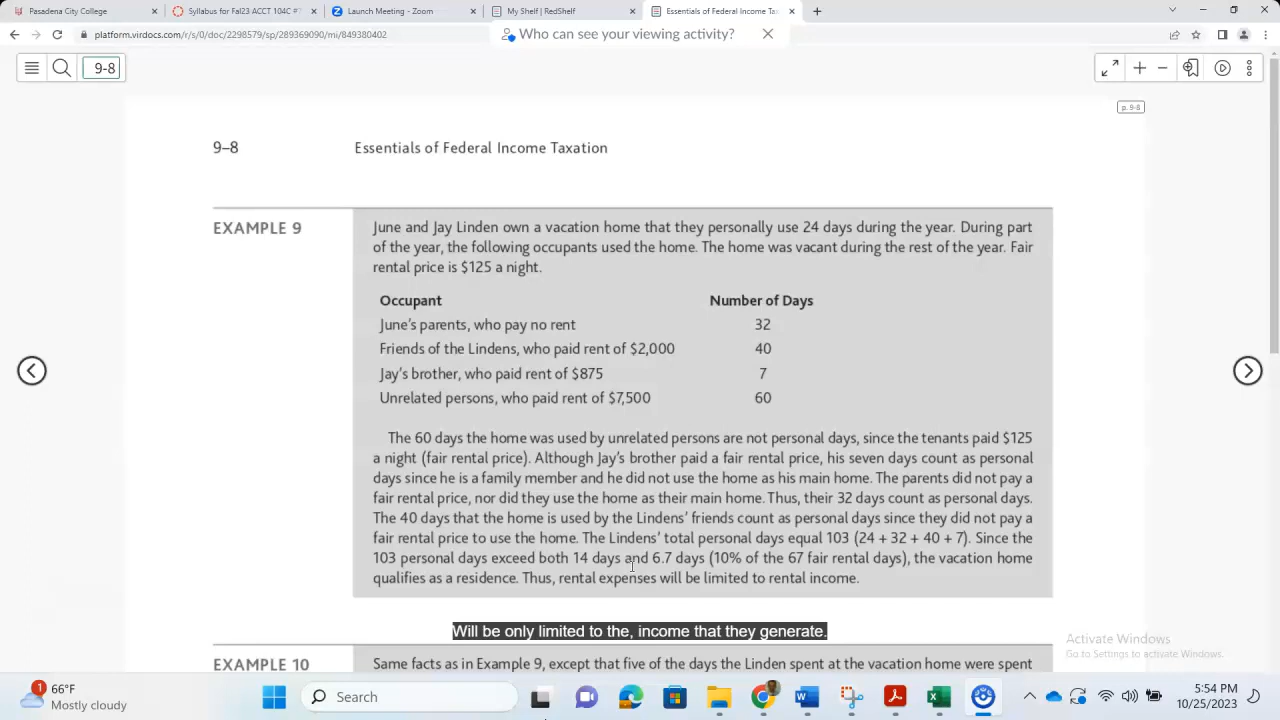 Pasadena City College
Syllabus for Fal23 ACCT 104C #7
Launch Meeting - Zoom
My Shelf | RedShelf
Essentials of Federal Income Tax
platform.virdocs.com/r/s/0/doc/2298579/sp/289369090/mi/849380402
Who can see your viewing activity?
9-8
p. 9-8
9–8 Essentials of Federal Income Taxation
EXAMPLE 9
June and Jay Linden own a vacation home that they personally use 24 days during the year. During part
of the year, the following occupants used the home. The home was vacant during the rest of the year. Fair
rental price is $125 a night.
Occupant Number of Days
June's parents, who pay no rent 32
Friends of the Lindens, who paid rent of $2,000 40
Jay's brother, who paid rent of $875 7
Unrelated persons, who paid rent of $7,500 60
The 60 days the home was used by unrelated persons are not personal days, since the tenants paid $125
a night (fair rental price). Although Jay's brother paid a fair rental price, his seven days count as personal
days since he is a family member and he did not use the home as his main home. The parents did not pay a
fair rental price, nor did they use the home as their main home. Thus, their 32 days count as personal days.
The 40 days that the home is used by the Lindens' friends count as personal days since they did not pay a
fair rental price to use the home. The Lindens' total personal days equal 103 (24 + 32 + 40 + 7). Since the
103 personal days exceed both 14 days and 6.7 days (10% of the 67 fair rental days), the vacation home
qualifies as a residence. Thus, rental expenses will be limited to rental income.
Will be only limited to the, income that they generate.
EXAMPLE 10
Same facts as in Example 9, except that five of the days the Linden spent at the vacation home were spent
Activate Windows
Go to Settings to activate Windows.
1
66°F
Mostly cloudy
Search
5:54 PM
10/25/2023